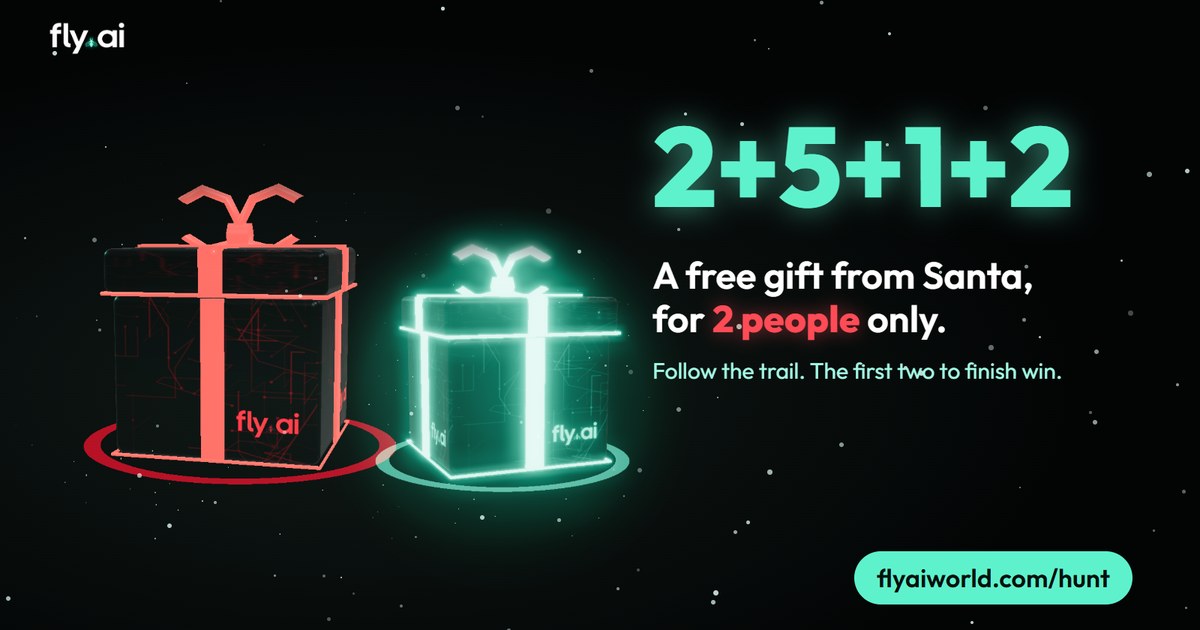 fly.ai
2+5+1+2
A free gift from Santa,
for 2 people only.
Follow the trail. The first two to finish win.
fly.ai
fly.ai
fly.ai
flyaiworld.com/hunt